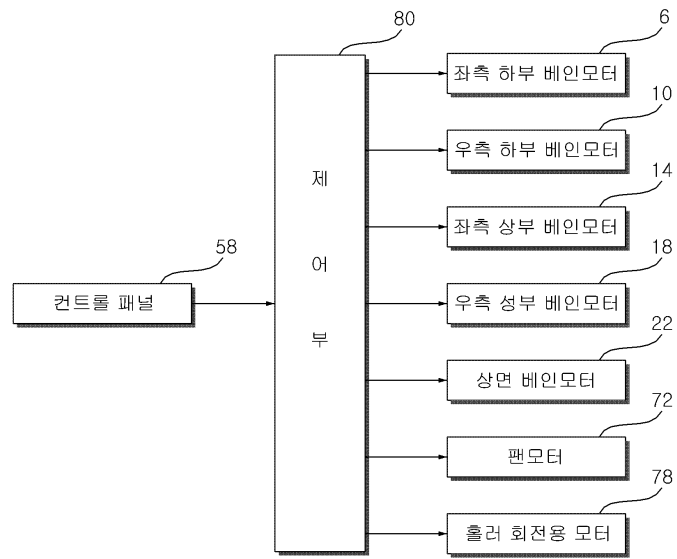 80
6
좌측 하부 베인모터
10
우측 하부 베인모터
제
14
좌측 상부 베인모터
어
58
18
컨트롤 패널
우측 성부 베인모터
부
22
상면 베인모터
72
팬모터
78
홀러 회전용 모터